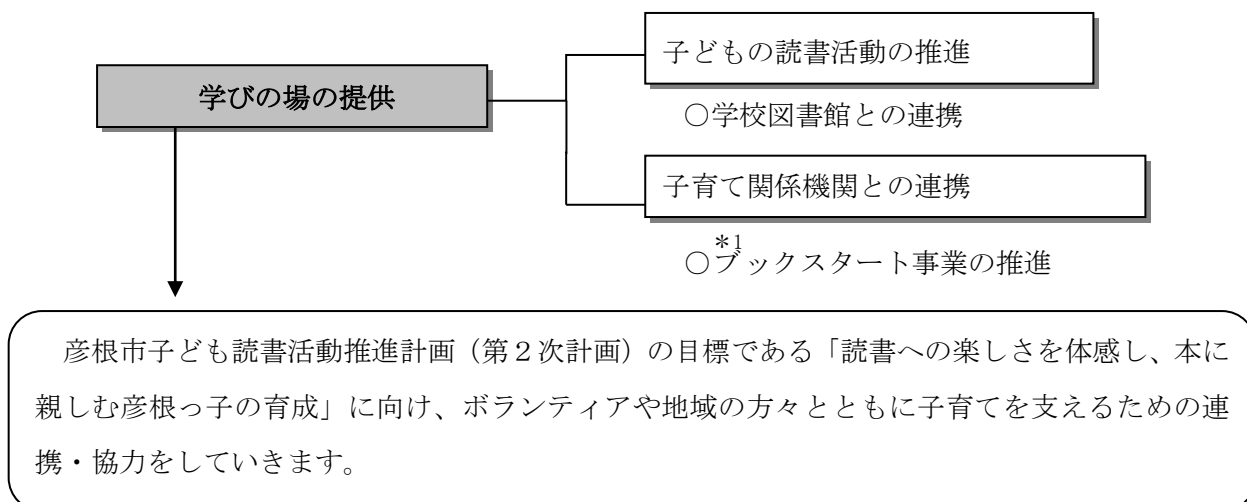 子どもの読書活動の推進
学びの場の提供
○学校図書館との連携
子育て関係機関との連携
*1
○ブックスタート事業の推進
彦根市子ども読書活動推進計画（第２次計画）の目標である「読書への楽しさを体感し、本に
親しむ彦根っ子の育成」に向け、ボランティアや地域の方々とともに子育てを支えるための連
携・協力をしていきます。